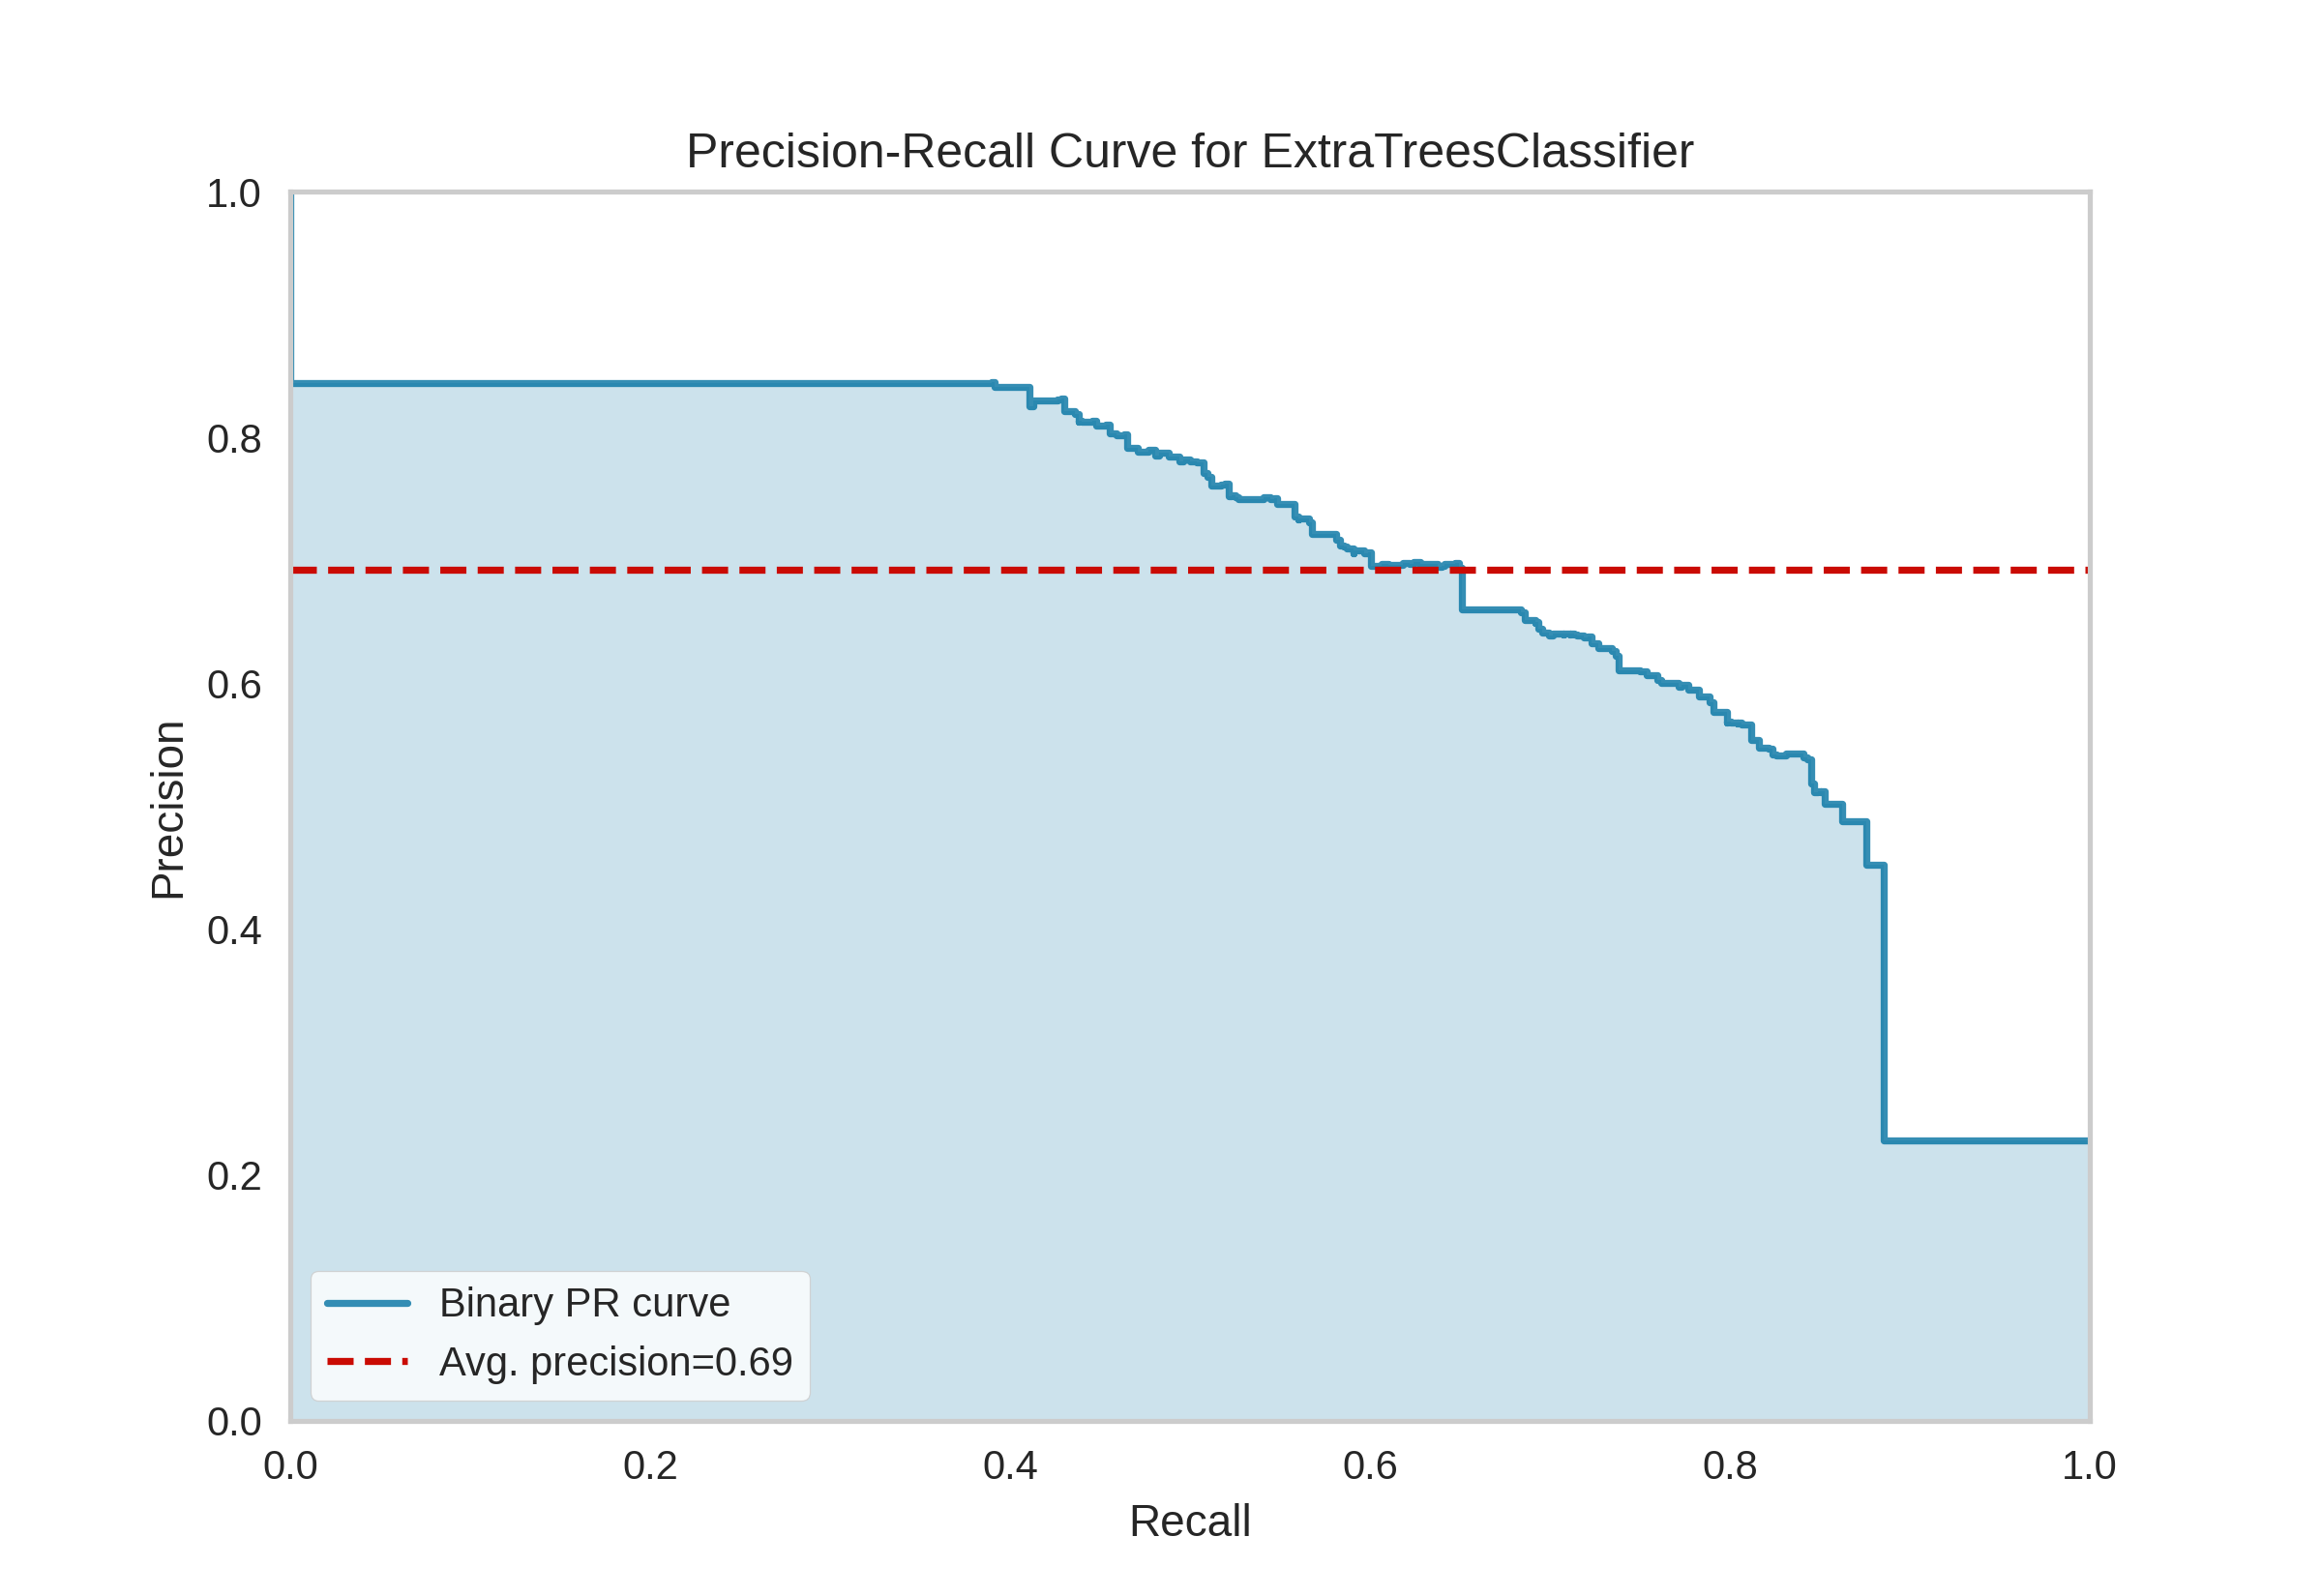 Precision-Recall Curve for ExtraTreesClassifier
1.0
0.8
0.6
0.4
0.2
0.0
Precision
Binary PR curve
Avg. precision=0.69
0.0 0.2 0.4 0.6 0.8 1.0
Recall